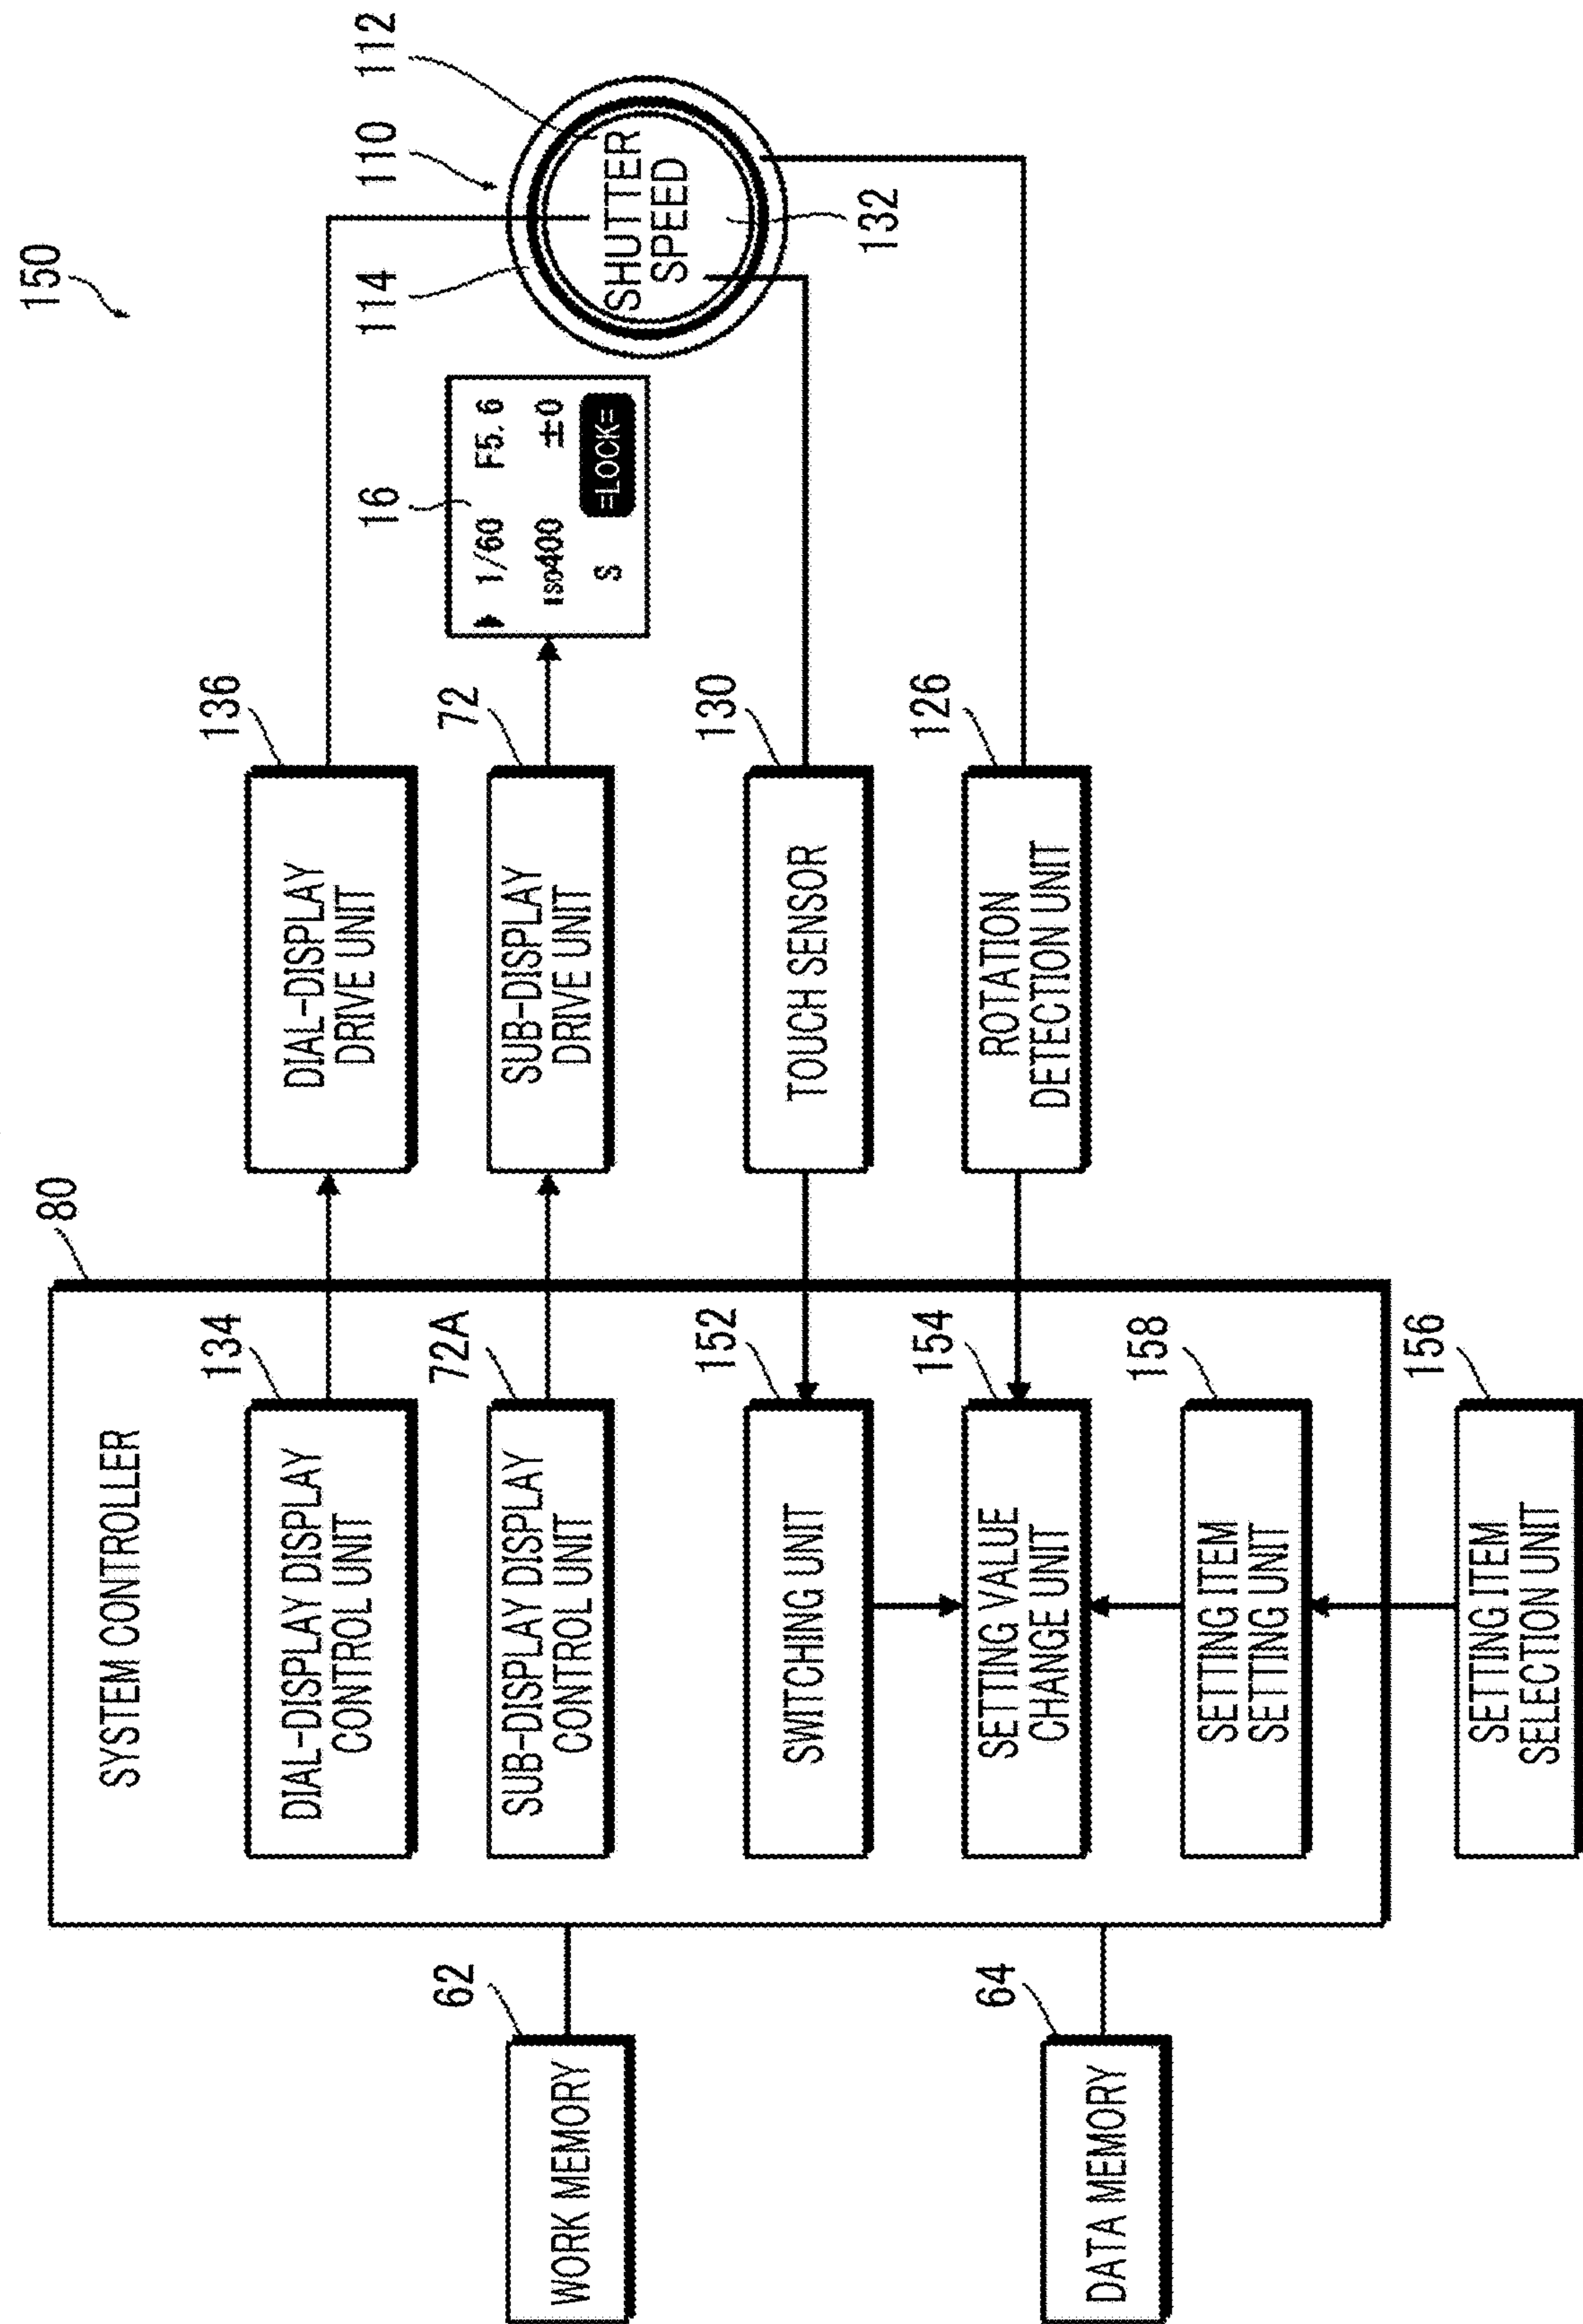 150
80
SYSTEM CONTROLLER
134
DIAL-DISPLAY DISPLAY
CONTROL UNIT
136
DIAL-DISPLAY
DRIVE UNIT
114
110
112
SHUTTER
SPEED
132
62
WORK MEMORY
72A
SUB-DISPLAY DISPLAY
CONTROL UNIT
72
SUB-DISPLAY
DRIVE UNIT
16
▼ 1/60 F5.6
ISO400 ±0
S =LOCK=
152
SWITCHING UNIT
130
TOUCH SENSOR
154
SETTING VALUE
CHANGE UNIT
126
ROTATION
DETECTION UNIT
64
DATA MEMORY
158
SETTING ITEM
SETTING UNIT
156
SETTING ITEM
SELECTION UNIT